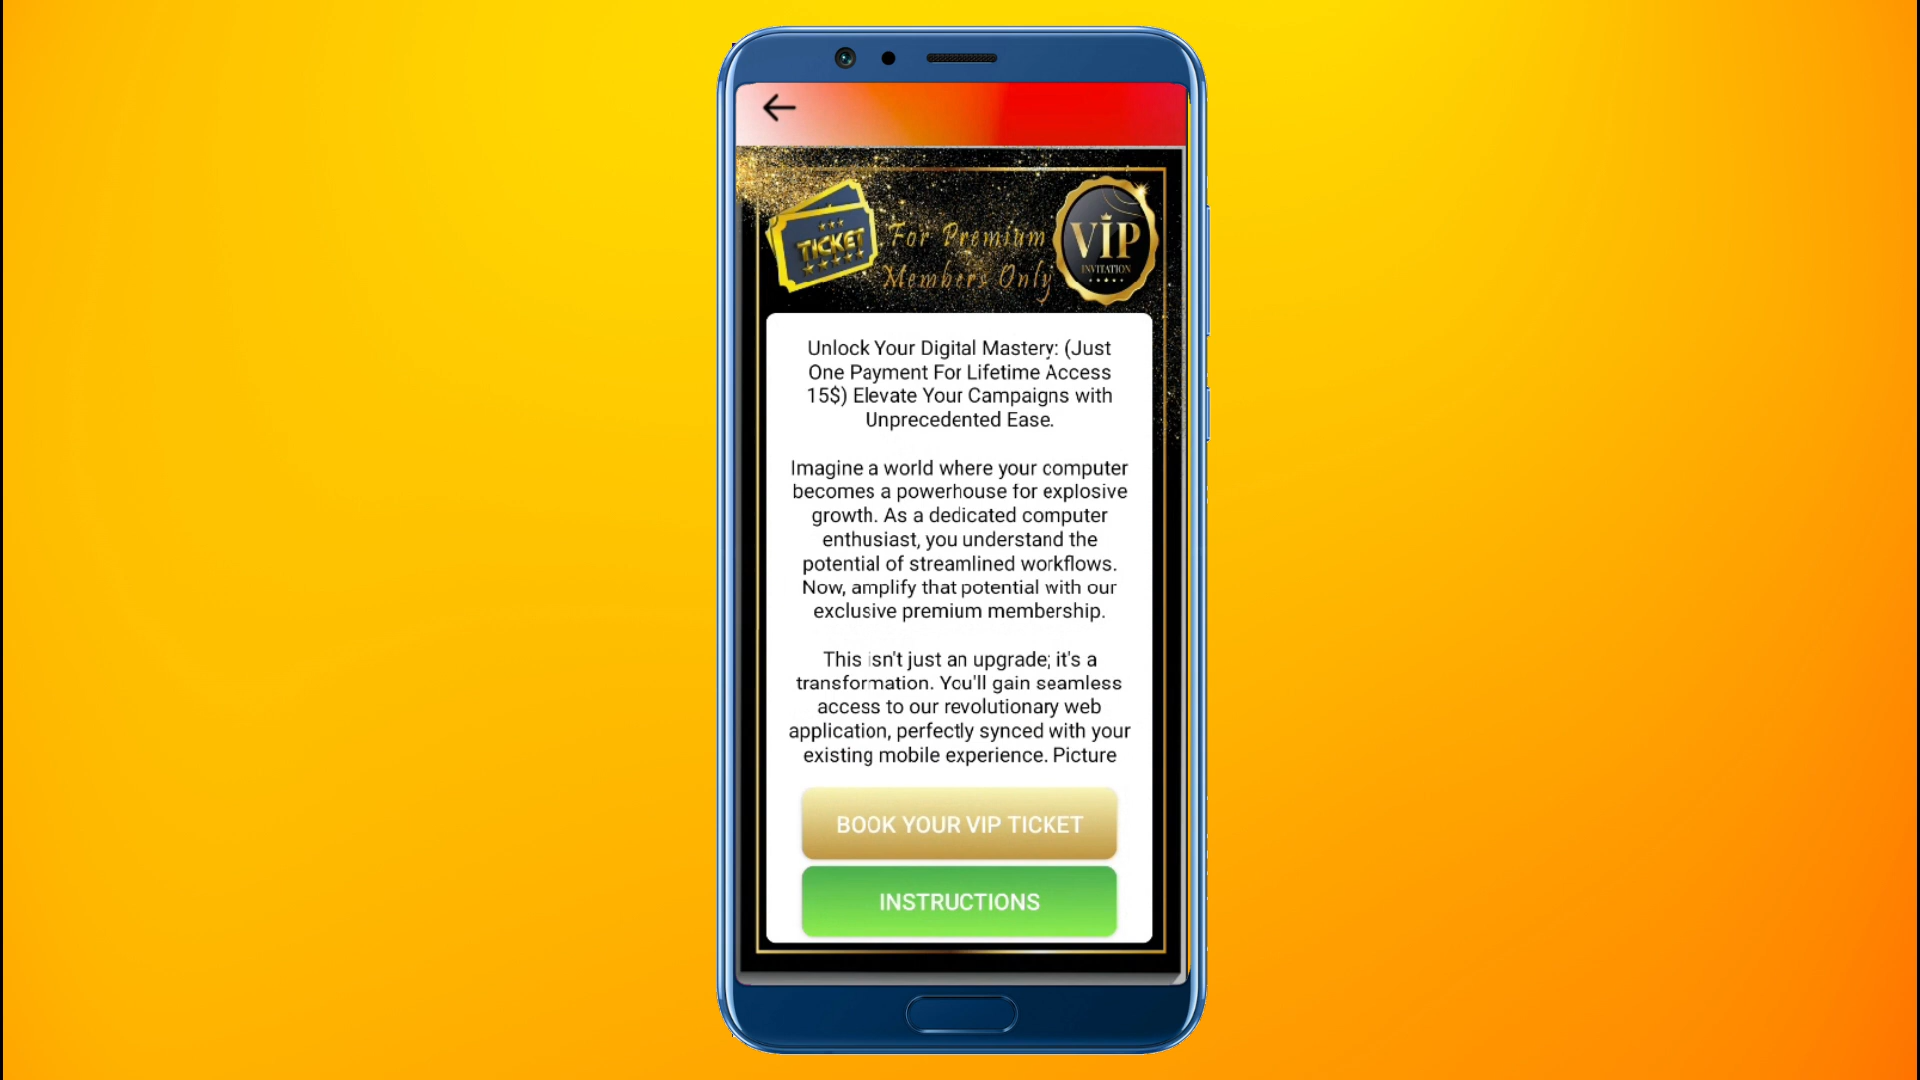 TICKET
For Premium
Members Only
VIP
INVITATION
Unlock Your Digital Mastery: (Just
One Payment For Lifetime Access
15$) Elevate Your Campaigns with
Unprecedented Ease.
Imagine a world where your computer
becomes a powerhouse for explosive
growth. As a dedicated computer
enthusiast, you understand the
potential of streamlined workflows.
Now, amplify that potential with our
exclusive premium membership.
This isn't just an upgrade; it's a
transformation. You'll gain seamless
access to our revolutionary web
application, perfectly synced with your
existing mobile experience. Picture
BOOK YOUR VIP TICKET
INSTRUCTIONS